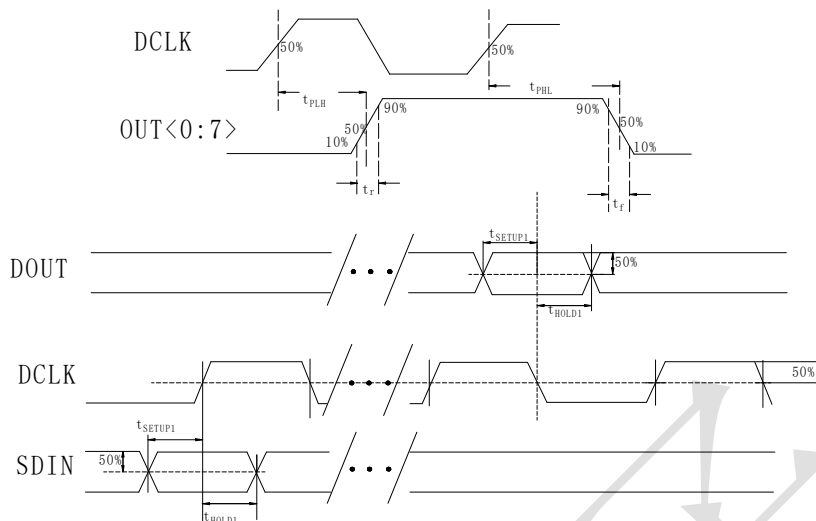 DCLK
50%
50%
tPLH
tPHL
OUT<0:7>
90%
50%
10%
90%
50%
10%
tr
tf
tSETUP1
DOUT
50%
tHOLD1
DCLK
50%
tSETUP1
SDIN
50%
tHOLD1